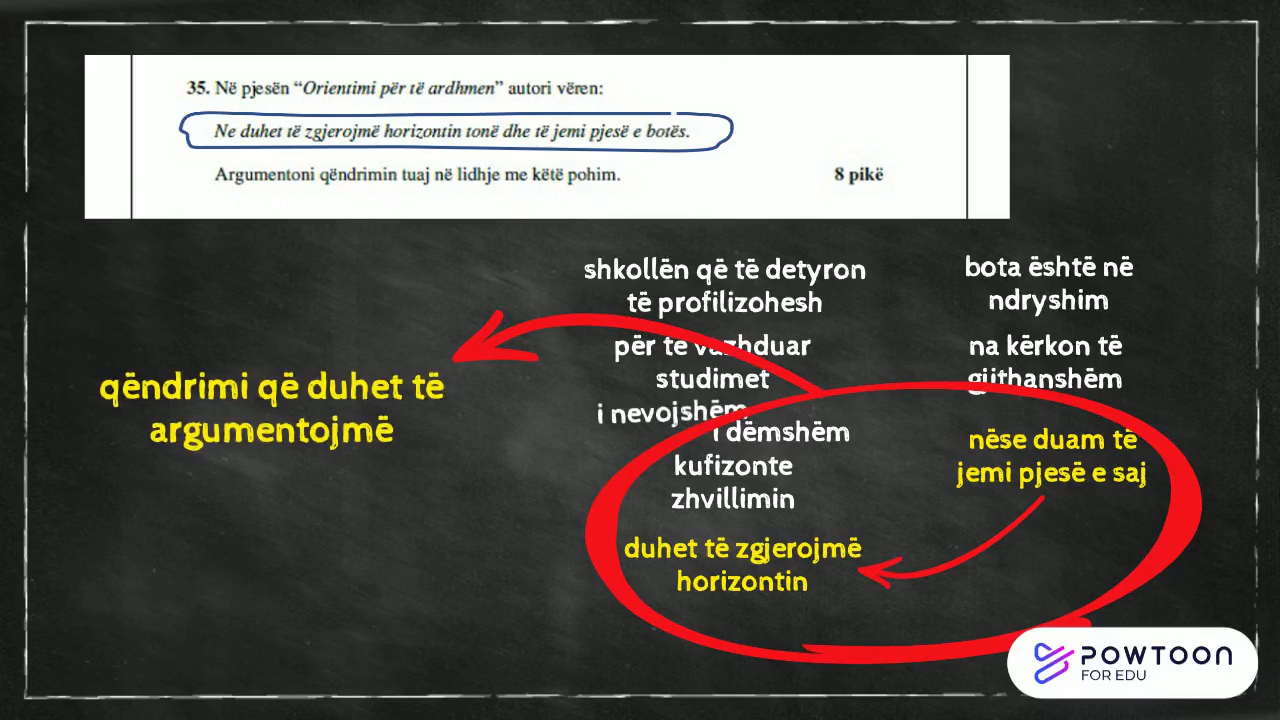 35. Në pjesën “Orientimi për të ardhmen” autori vëren:
Ne duhet të zgjerojmë horizontin tonë dhe të jemi pjesë e botës.
Argumentoni qëndrimin tuaj në lidhje me këtë pohim. 8 pikë
shkollën që të detyron
të profilizohesh
për të vazhduar
studimet
i nevojshëm
i dëmshëm
kufizonte
zhvillimin
duhet të zgjerojmë
horizontin
bota është në
ndryshim
na kërkon të
gjithanshëm
nëse duam të
jemi pjesë e saj
qëndrimi që duhet të
argumentojmë
POWTOON
FOR EDU